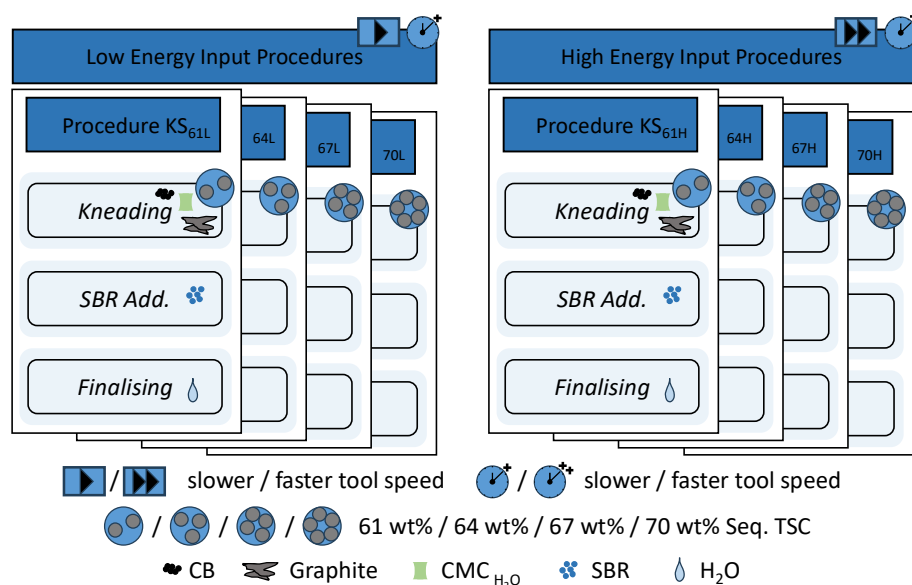 Low Energy Input Procedures
High Energy Input Procedures
Procedure KS61L
64L
67L
70L
Procedure KS61H
64H
67H
70H
Kneading
Kneading
SBR Add.
SBR Add.
Finalising
Finalising
/ slower / faster tool speed
/ slower / faster tool speed
/ / / 61 wt% / 64 wt% / 67 wt% / 70 wt% Seq. TSC
CB Graphite CMC H2O SBR H2O